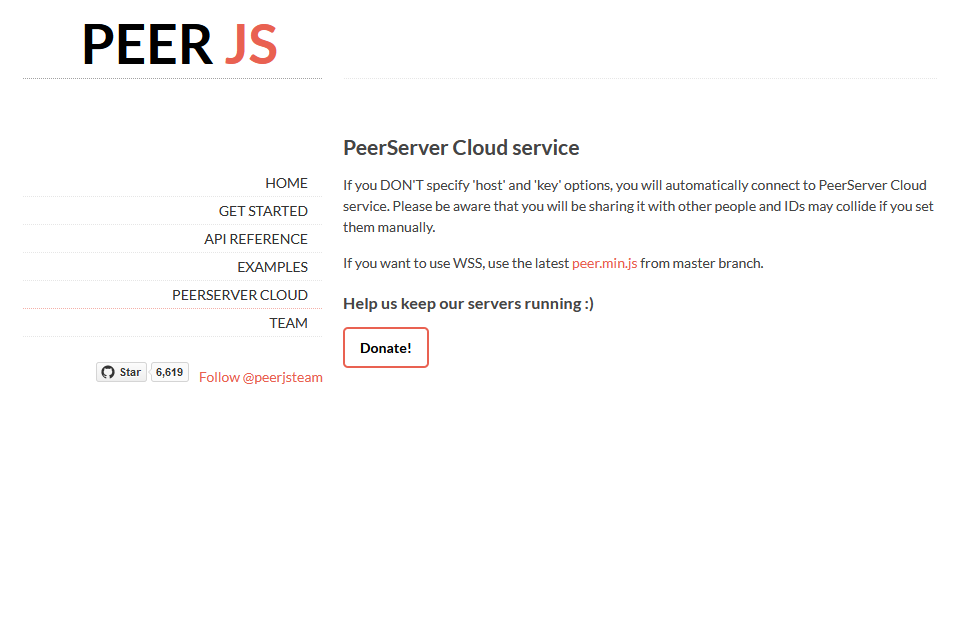 PEER JS
HOME
GET STARTED
API REFERENCE
EXAMPLES
PEERSERVER CLOUD
TEAM
Star 6,619 Follow @peerjsteam
PeerServer Cloud service
If you DON'T specify 'host' and 'key' options, you will automatically connect to PeerServer Cloud
service. Please be aware that you will be sharing it with other people and IDs may collide if you set
them manually.
If you want to use WSS, use the latest peer.min.js from master branch.
Help us keep our servers running :)
Donate!